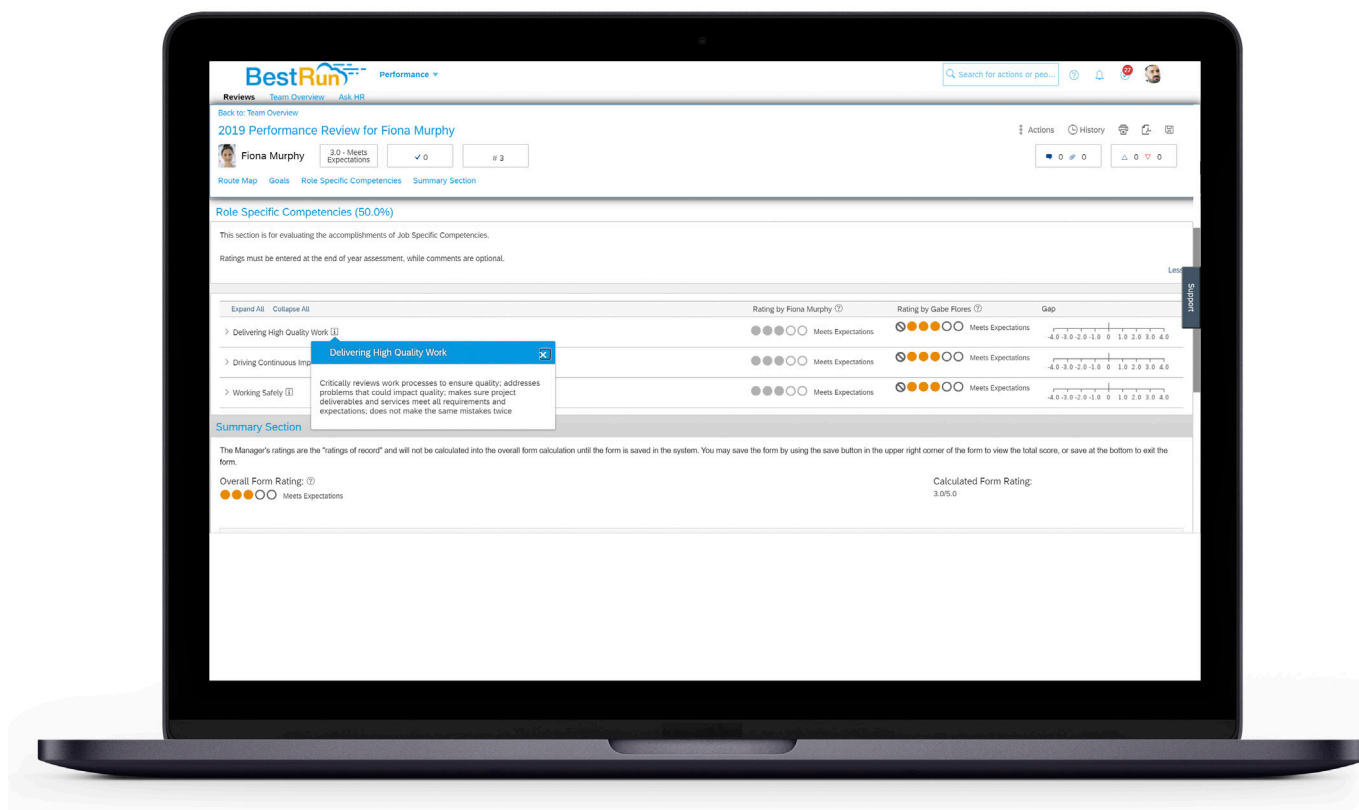 BestRun
Performance
Search for actions or peo...
27
Reviews Team Overview Ask HR
Back to: Team Overview
2019 Performance Review for Fiona Murphy
Actions History
Fiona Murphy
3.0 - Meets
Expectations
0
# 3
0 0
0 0
Route Map Goals Role Specific Competencies Summary Section
Role Specific Competencies (50.0%)
This section is for evaluating the accomplishments of Job Specific Competencies.
Ratings must be entered at the end of year assessment, while comments are optional.
Less
Support
Expand All Collapse All Rating by Fiona Murphy Rating by Gabe Flores Gap
Delivering High Quality Work Meets Expectations Meets Expectations
-4.0 -3.0 -2.0 -1.0 0 1.0 2.0 3.0 4.0
Driving Continuous Imp Meets Expectations Meets Expectations
-4.0 -3.0 -2.0 -1.0 0 1.0 2.0 3.0 4.0
Working Safely Meets Expectations Meets Expectations
-4.0 -3.0 -2.0 -1.0 0 1.0 2.0 3.0 4.0
Delivering High Quality Work
Critically reviews work processes to ensure quality; addresses
problems that could impact quality; makes sure project
deliverables and services meet all requirements and
expectations; does not make the same mistakes twice
Summary Section
The Manager's ratings are the "ratings of record" and will not be calculated into the overall form calculation until the form is saved in the system. You may save the form by using the save button in the upper right corner of the form to view the total score, or save at the bottom to exit the
form.
Overall Form Rating:
Meets Expectations
Calculated Form Rating:
3.0/5.0